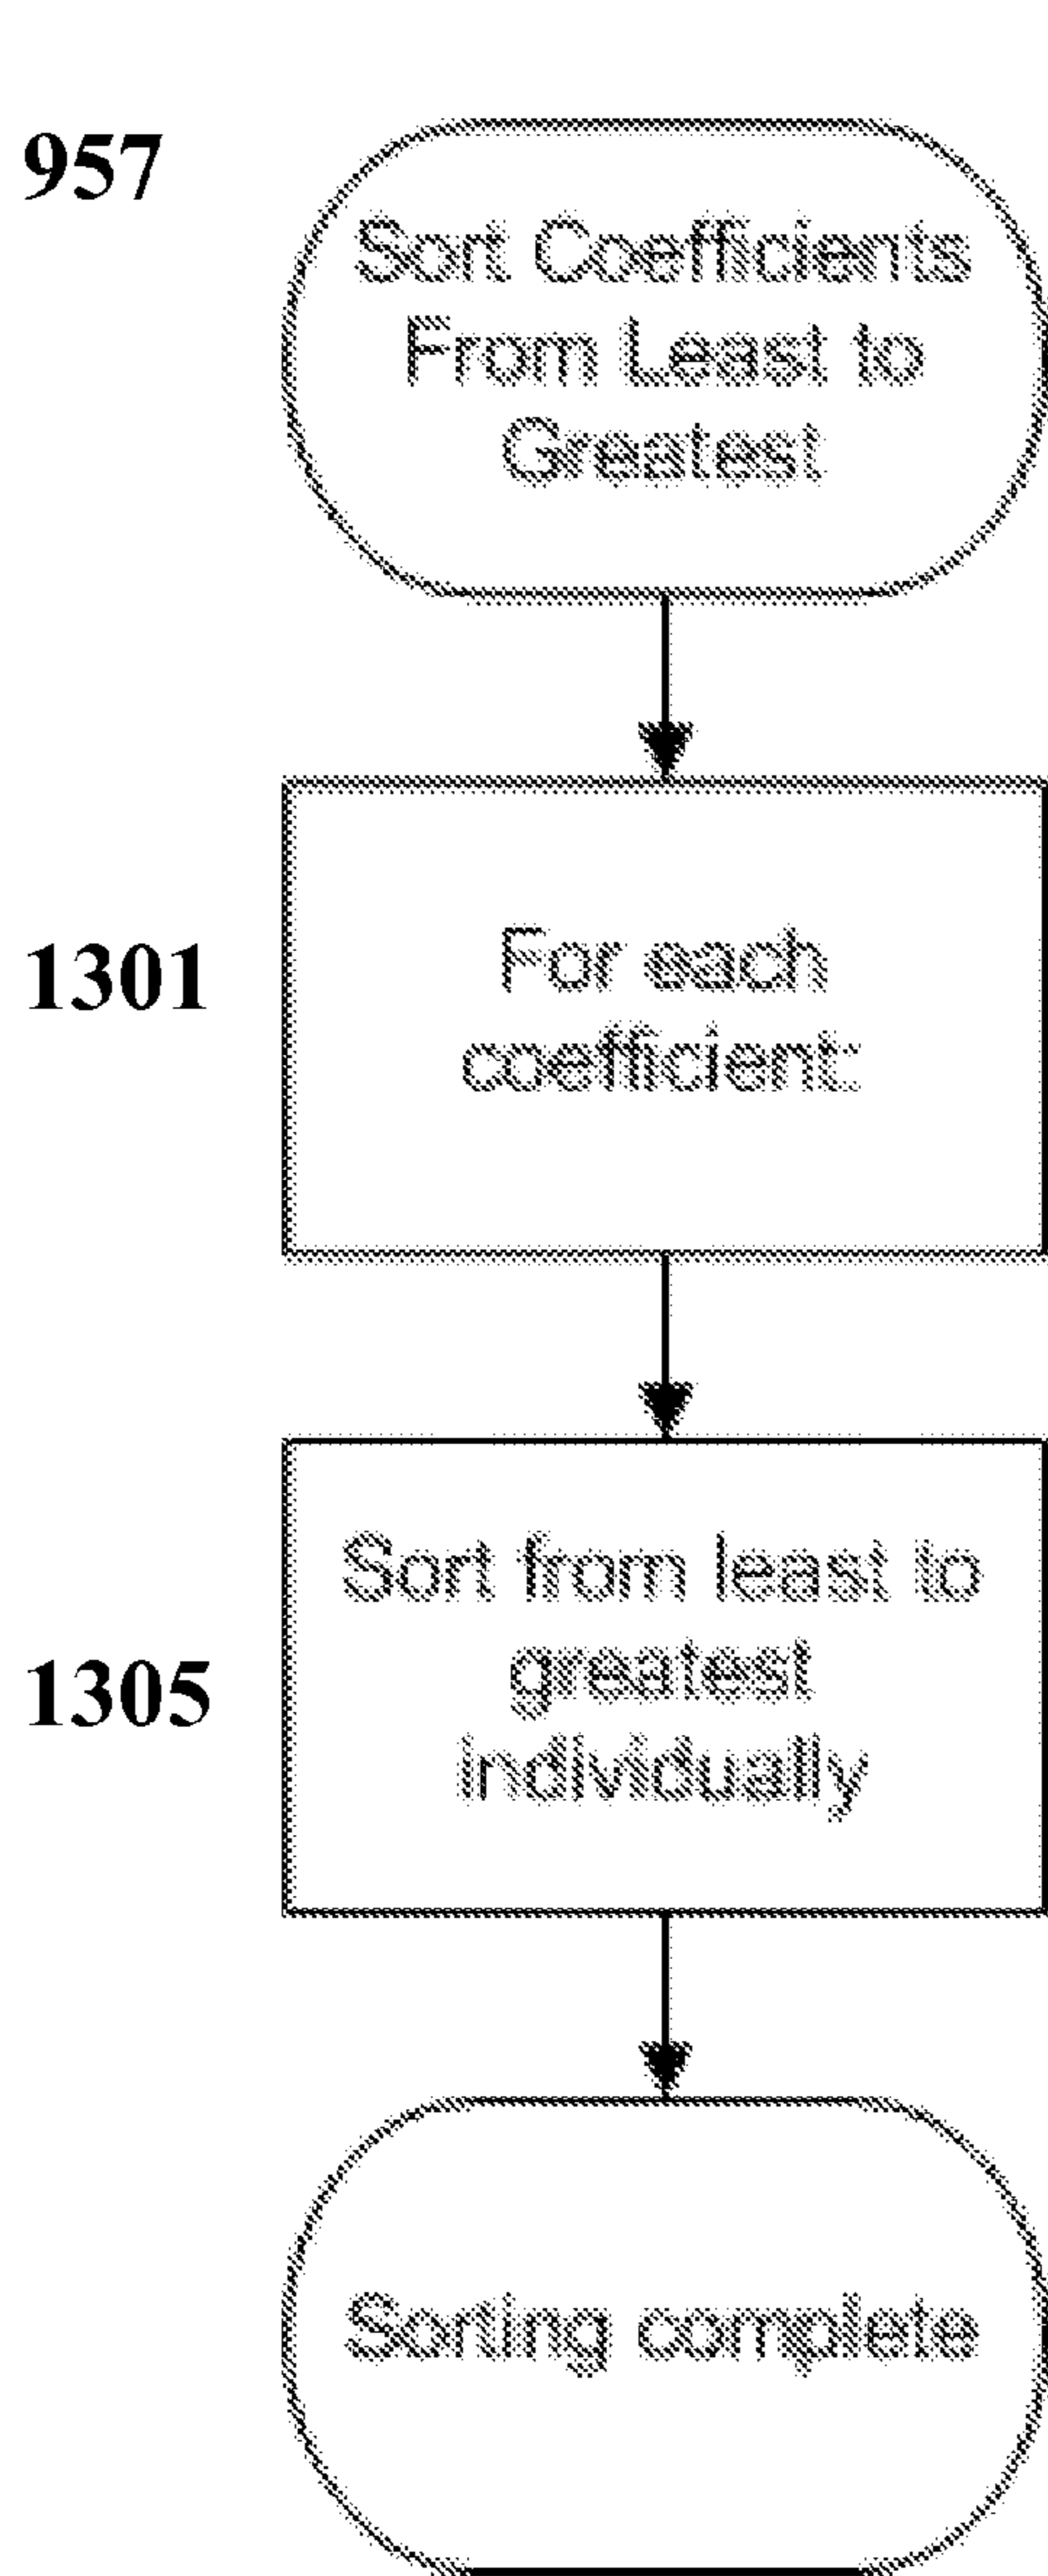 957
Sort Coefficients
From Least to
Greatest
1301
For each
coefficient:
Sort from least to
greatest
1305
individually
Sorting complete